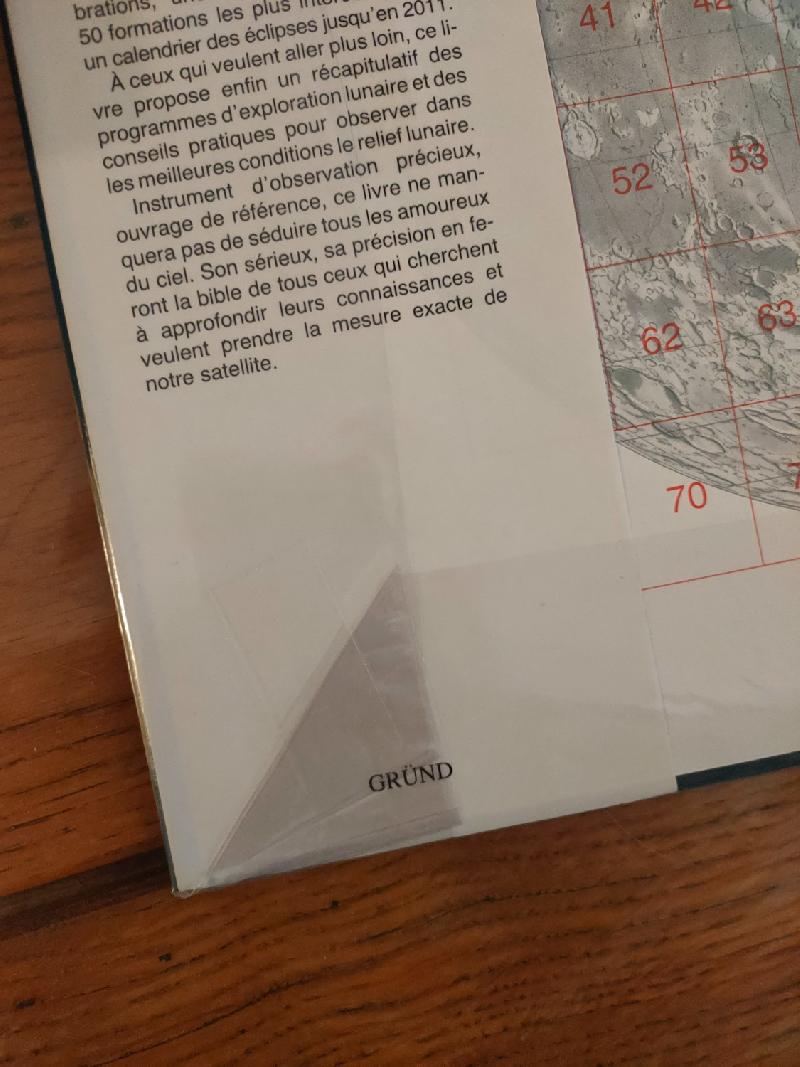 brations,
50 formations les plus
un calendrier des éclipses jusqu'en 2011.
À ceux qui veulent aller plus loin, ce li-
vre propose enfin un récapitulatif des
programmes d'exploration lunaire et des
conseils pratiques pour observer dans
les meilleures conditions le relief lunaire.
Instrument d'observation précieux,
ouvrage de référence, ce livre ne man-
quera pas de séduire tous les amoureux
du ciel. Son sérieux, sa précision en fe-
ront la bible de tous ceux qui cherchent
à approfondir leurs connaissances et
veulent prendre la mesure exacte de
notre satellite.
GRÜND
41 42
52 53
62 63
70